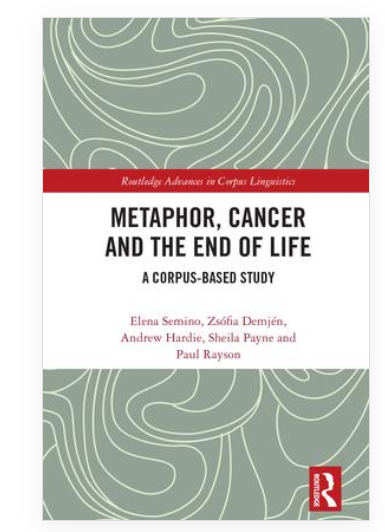 Routledge Advances in Corpus Linguistics
METAPHOR, CANCER
AND THE END OF LIFE
A CORPUS-BASED STUDY
Elena Semino, Zsófia Demjén,
Andrew Hardie, Sheila Payne and
Paul Rayson
ROUTLEDGE